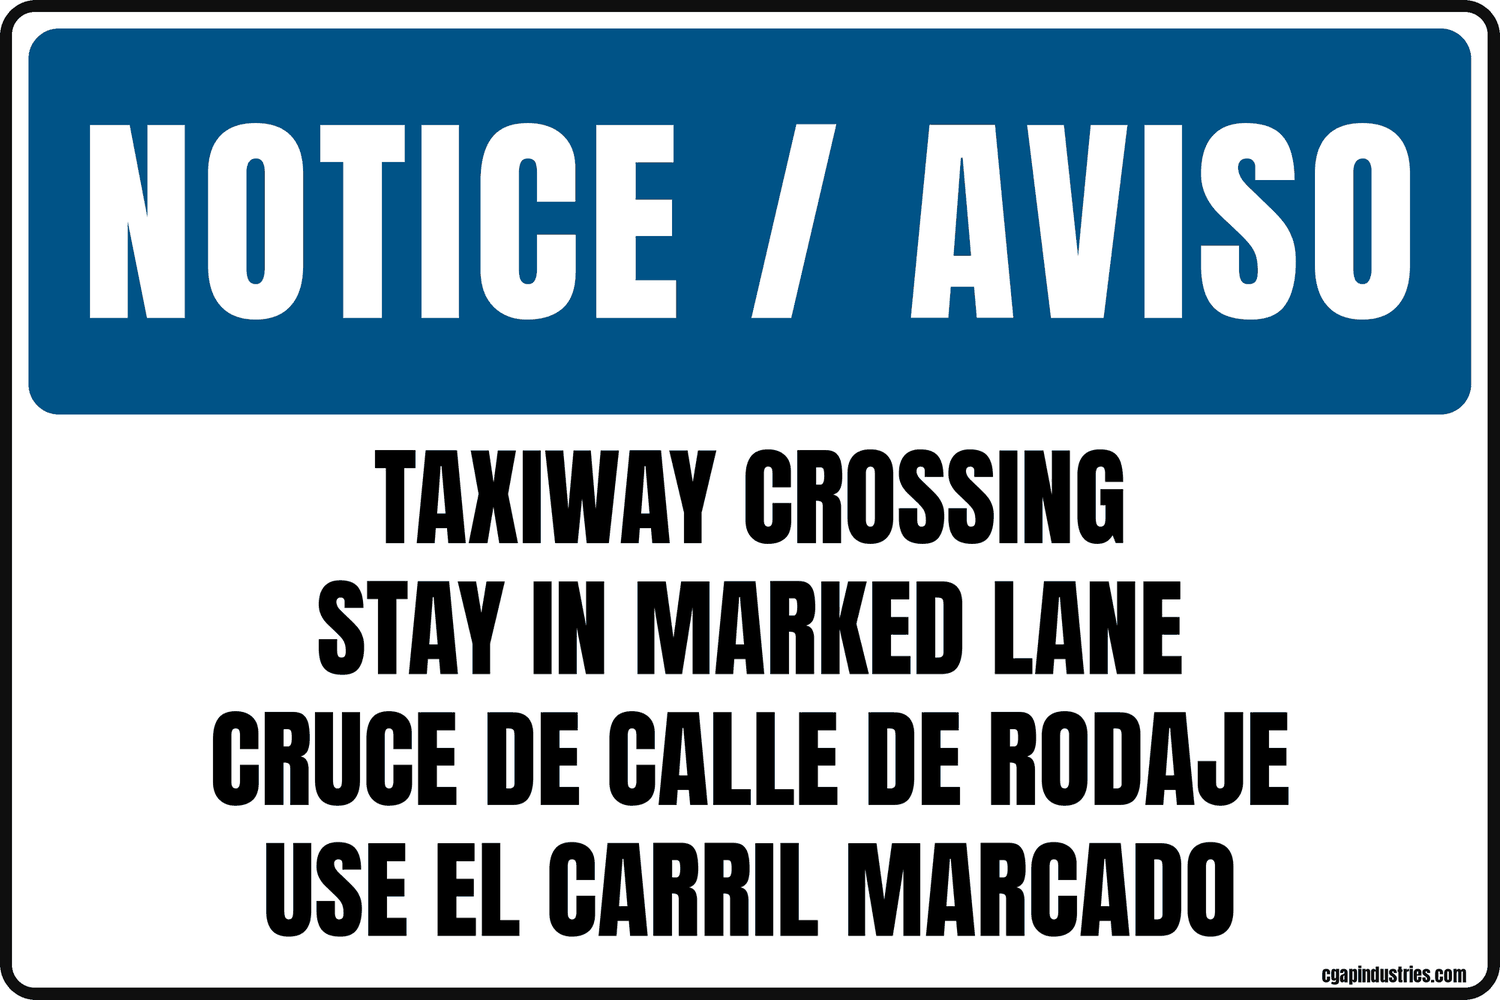 NOTICE / AVISO
TAXIWAY CROSSING
STAY IN MARKED LANE
CRUCE DE CALLE DE RODAJE
USE EL CARRIL MARCADO
cgapindustries.com